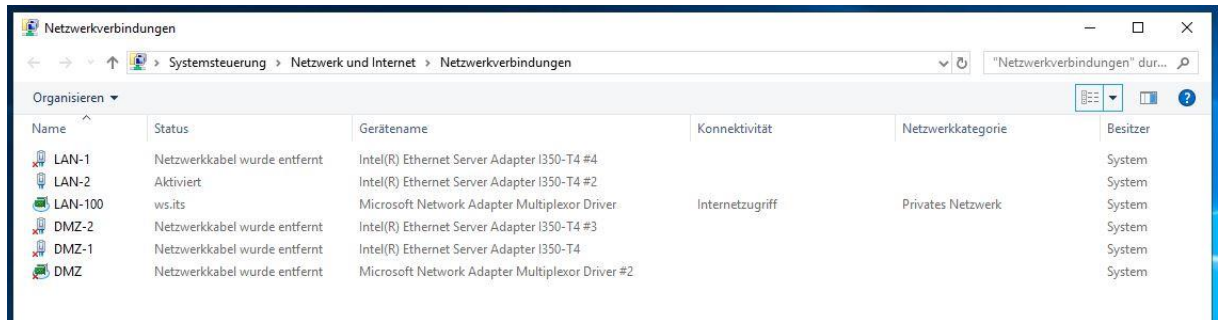 Netzwerkverbindungen
Systemsteuerung > Netzwerk und Internet > Netzwerkverbindungen "Netzwerkverbindungen" dur...
Organisieren
Name Status Gerätename Konnektivität Netzwerkkategorie Besitzer
LAN-1 Netzwerkkabel wurde entfernt Intel(R) Ethernet Server Adapter I350-T4 #4 System
LAN-2 Aktiviert Intel(R) Ethernet Server Adapter I350-T4 #2 System
LAN-100 ws.its Microsoft Network Adapter Multiplexor Driver Internetzugriff Privates Netzwerk System
DMZ-2 Netzwerkkabel wurde entfernt Intel(R) Ethernet Server Adapter I350-T4 #3 System
DMZ-1 Netzwerkkabel wurde entfernt Intel(R) Ethernet Server Adapter I350-T4 System
DMZ Netzwerkkabel wurde entfernt Microsoft Network Adapter Multiplexor Driver #2 System